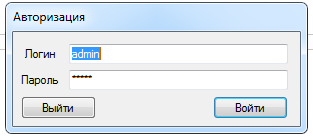 Авторизация
Логин admin
Пароль *****
Выйти Войти